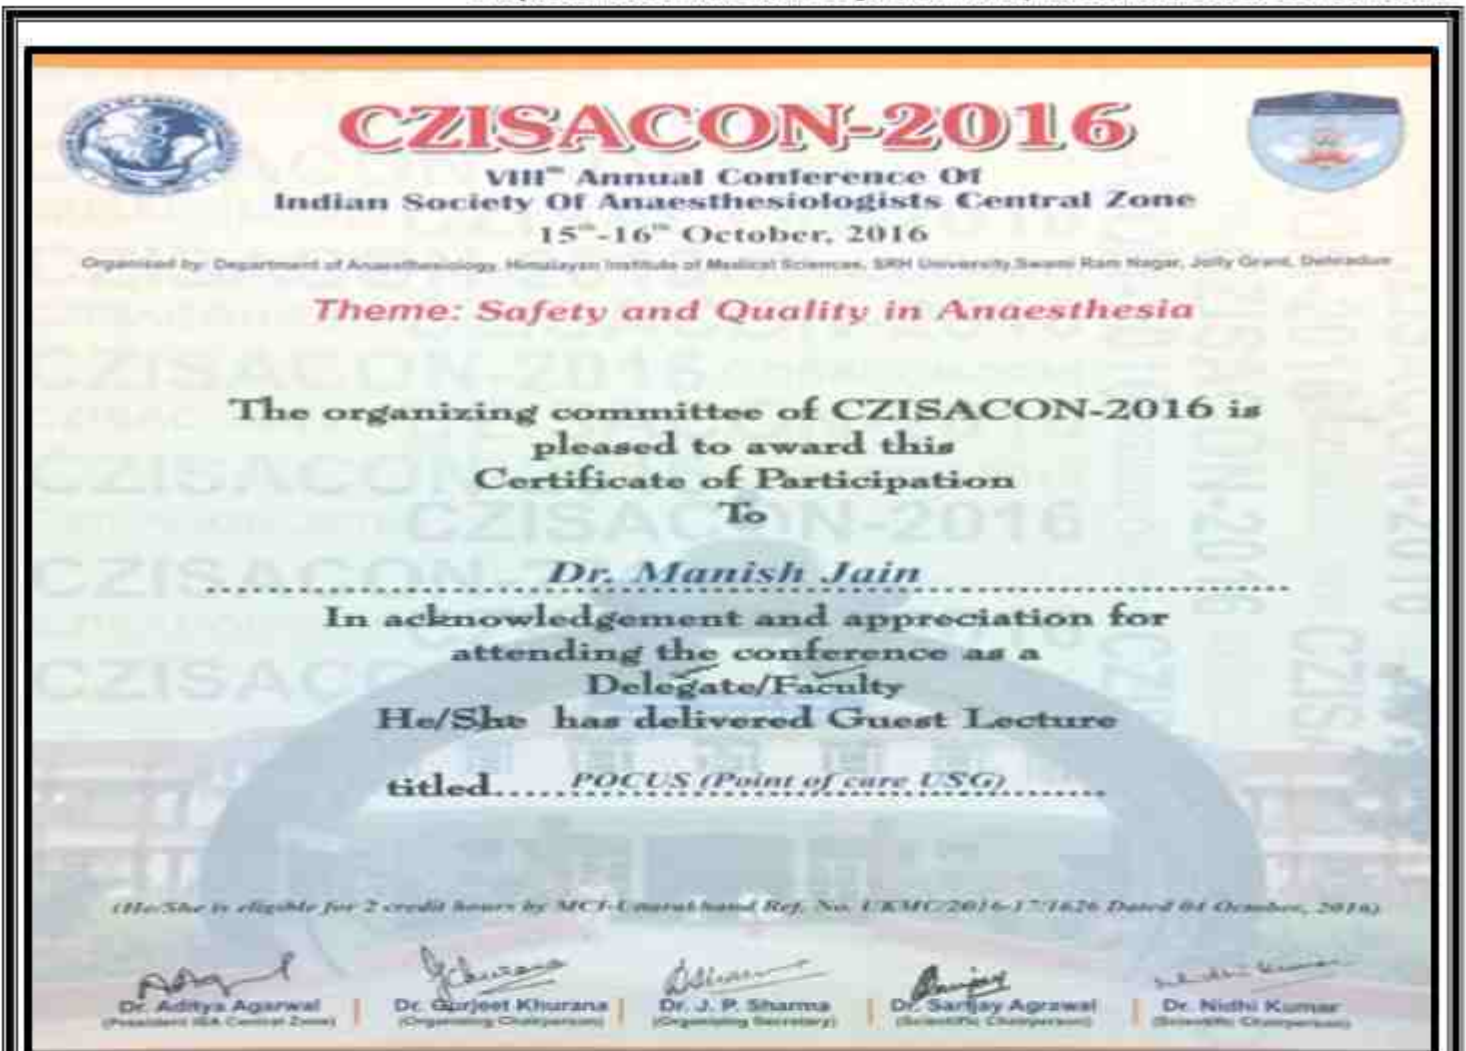 CZISACON-2016
VIIIth Annual Conference Of
Indian Society Of Anaesthesiologists Central Zone
15th-16th October, 2016
Organised by: Department of Anaesthesiology, Himalayan Institute of Medical Sciences, SRH University, Swami Ram Nagar, Jolly Grant, Dehradun
Theme: Safety and Quality in Anaesthesia
The organizing committee of CZISACON-2016 is
pleased to award this
Certificate of Participation
To
Dr. Manish Jain
In acknowledgement and appreciation for
attending the conference as a
Delegate/Faculty
He/She has delivered Guest Lecture
titled..... POCUS (Point of care USG)........
(He/She is eligible for 2 credit hours by MCI-Uttarakhand Ref. No. UKMC/2016-17/1626 Dated 04 October, 2016)
Dr. Aditya Agarwal | Dr. Gurjeet Khurana | Dr. J. P. Sharma | Dr. Sanjay Agrawal | Dr. Nidhi Kumar
(President ISA Central Zone) (Organising Chairperson) (Organising Secretary) (Scientific Chairperson) (Scientific Chairperson)